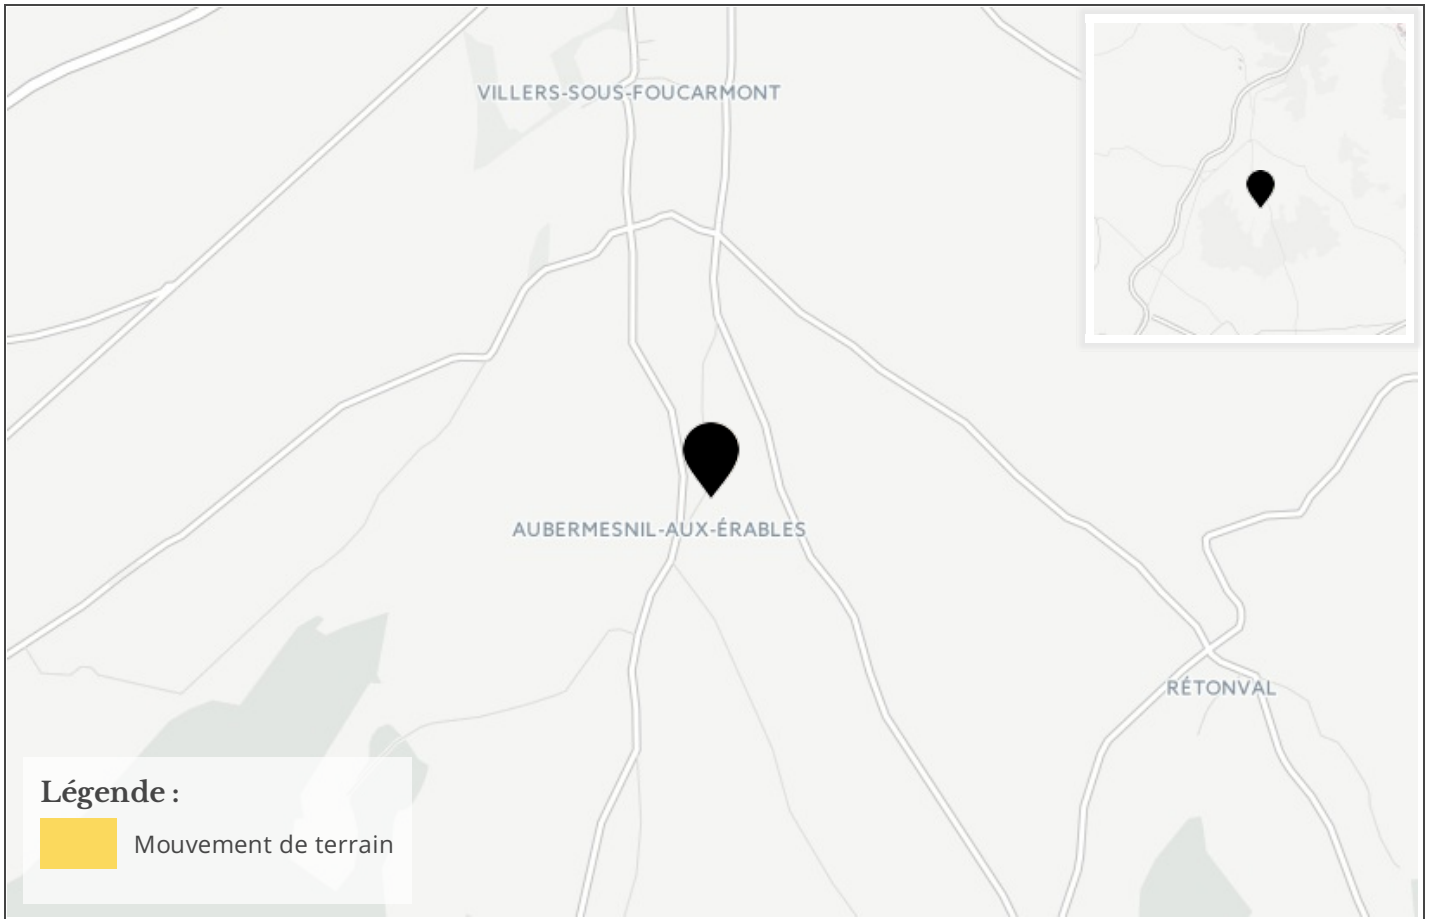 VILLERS-SOUS-FOUCARMONT
AUBERMESNIL-AUX-ÉRABLES
RÉTONVAL
Légende :
Mouvement de terrain